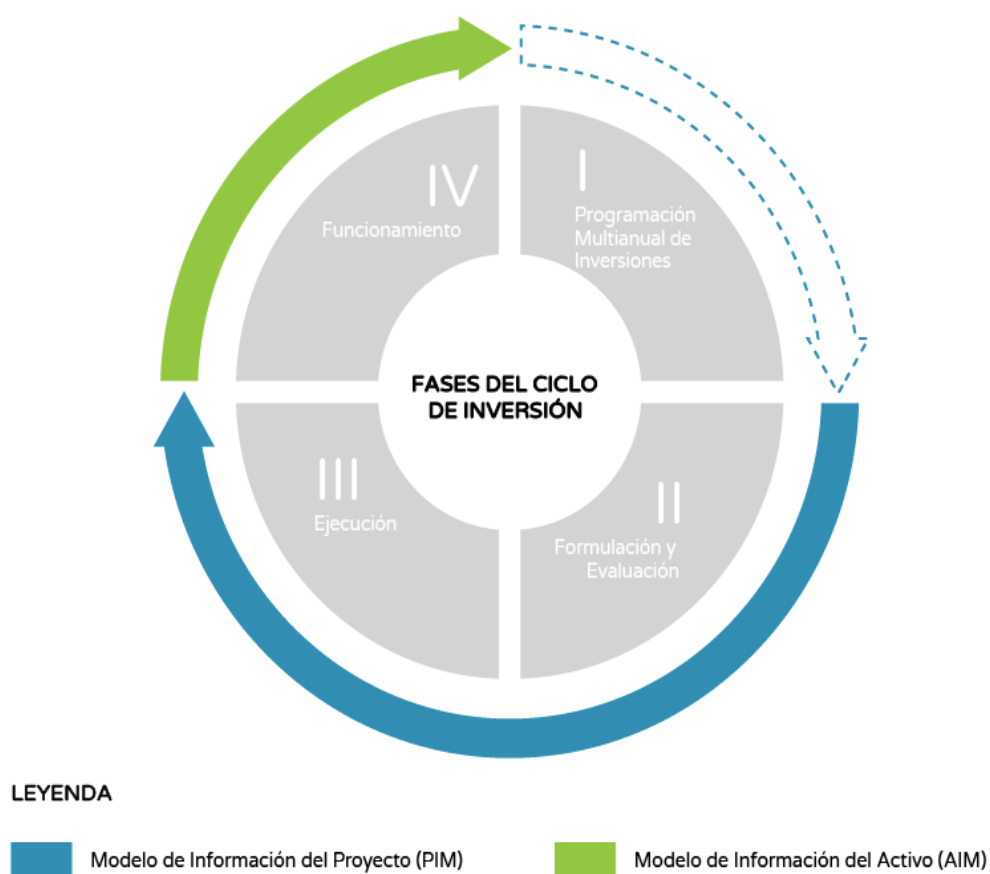 IV
Funcionamiento
I
Programación
Multianual de
Inversiones
FASES DEL CICLO
DE INVERSIÓN
III
Ejecución
II
Formulación y
Evaluación
LEYENDA
Modelo de Información del Proyecto (PIM)
Modelo de Información del Activo (AIM)